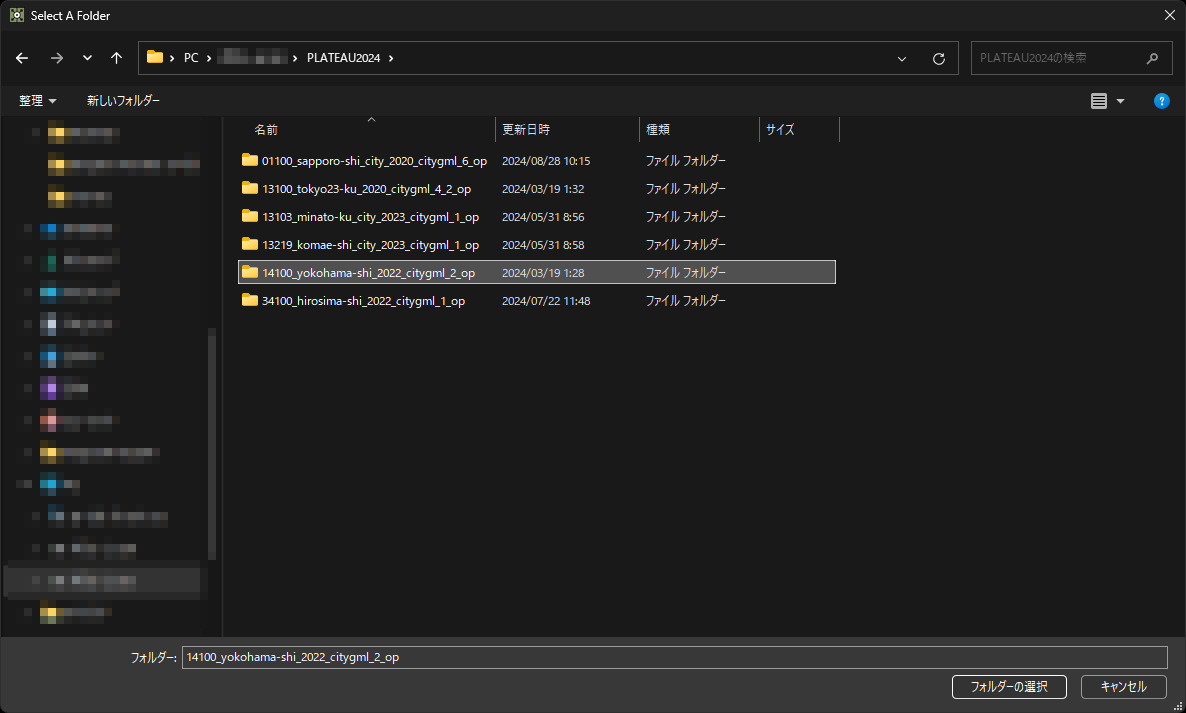 Select A Folder
PC PLATEAU2024
PLATEAU2024の検索
整理 新しいフォルダー
名前 更新日時 種類 サイズ
01100_sapporo-shi_city_2020_citygml_6_op 2024/08/28 10:15 ファイル フォルダー
13100_tokyo23-ku_2020_citygml_4_2_op 2024/03/19 1:32 ファイル フォルダー
13103_minato-ku_city_2023_citygml_1_op 2024/05/31 8:56 ファイル フォルダー
13219_komae-shi_city_2023_citygml_1_op 2024/05/31 8:58 ファイル フォルダー
14100_yokohama-shi_2022_citygml_2_op 2024/03/19 1:28 ファイル フォルダー
34100_hirosima-shi_2022_citygml_1_op 2024/07/22 11:48 ファイル フォルダー
フォルダー: 14100_yokohama-shi_2022_citygml_2_op
フォルダーの選択 キャンセル